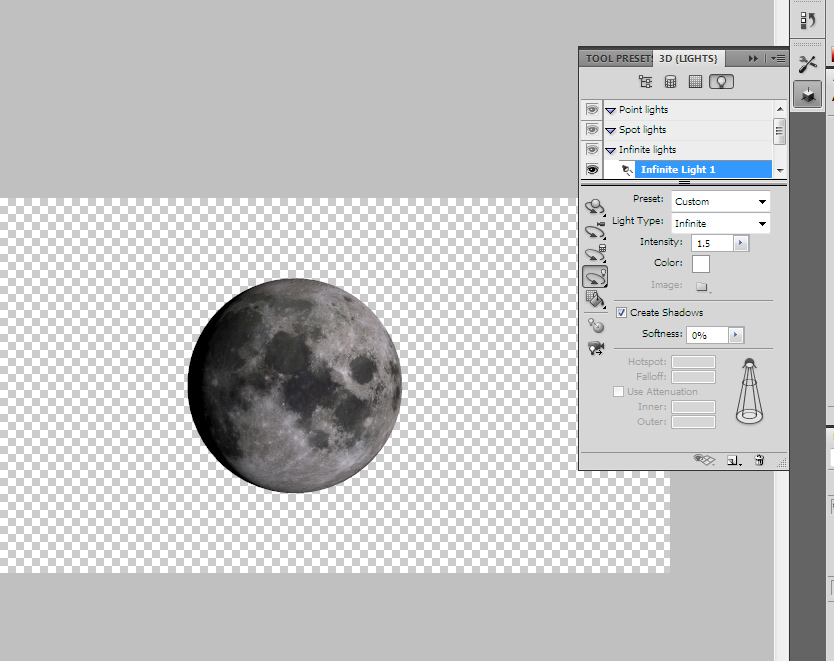 TOOL PRESET
3D {LIGHTS}
Point lights
Spot lights
Infinite lights
Infinite Light 1
Preset: Custom
Light Type: Infinite
Intensity: 1.5
Color:
Image:
Create Shadows
Softness: 0%
Hotspot:
Falloff:
Use Attenuation
Inner:
Outer: